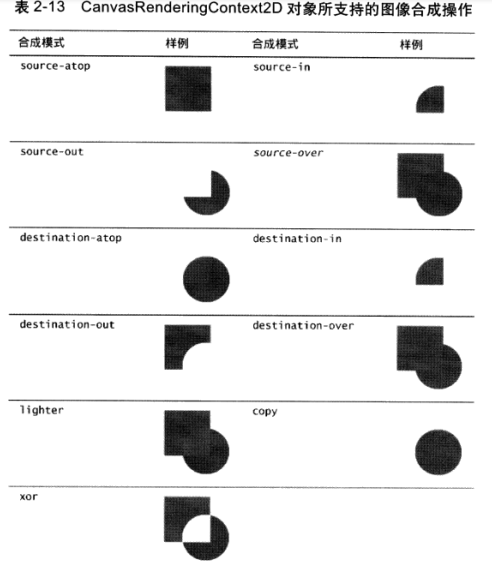 表 2-13 CanvasRenderingContext2D 对象所支持的图像合成操作
合成模式 样例 合成模式 样例
source-atop source-in
source-out source-over
destination-atop destination-in
destination-out destination-over
lighter copy
xor